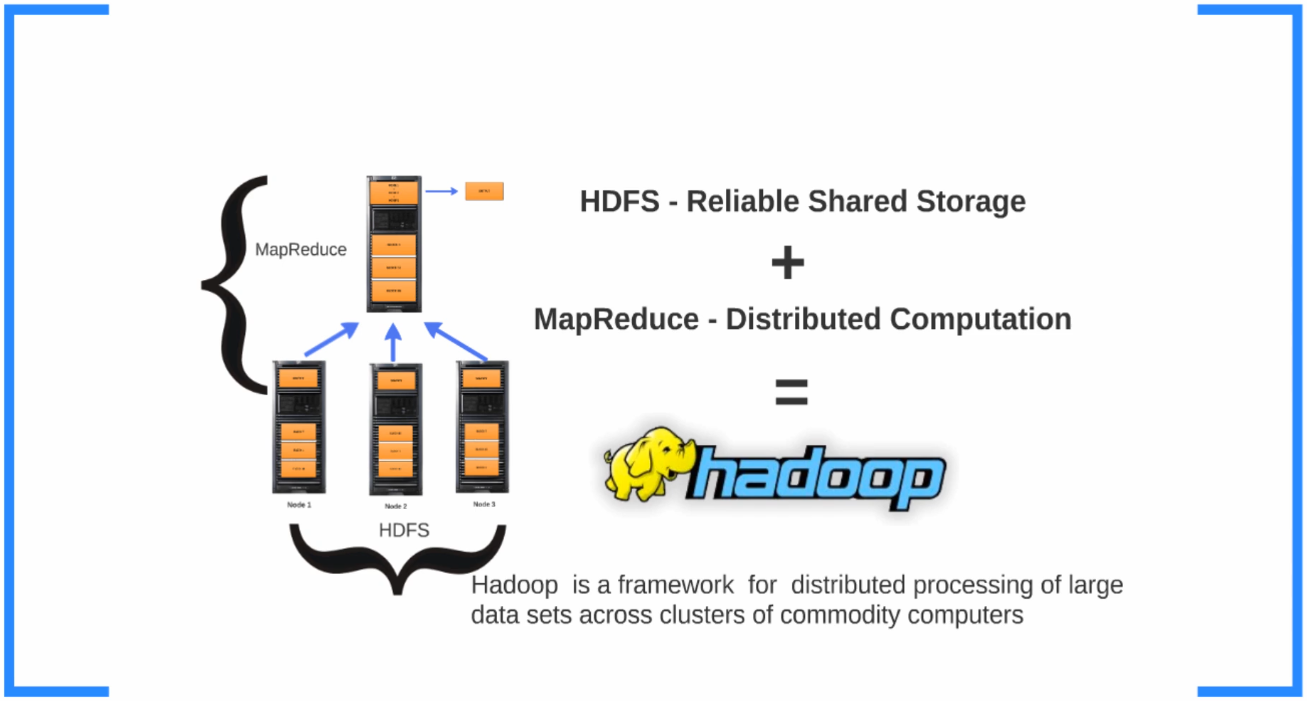 MapReduce
HDFS - Reliable Shared Storage
+
MapReduce - Distributed Computation
=
hadoop
Node 1
Node 2
Node 3
HDFS
Hadoop is a framework for distributed processing of large
data sets across clusters of commodity computers